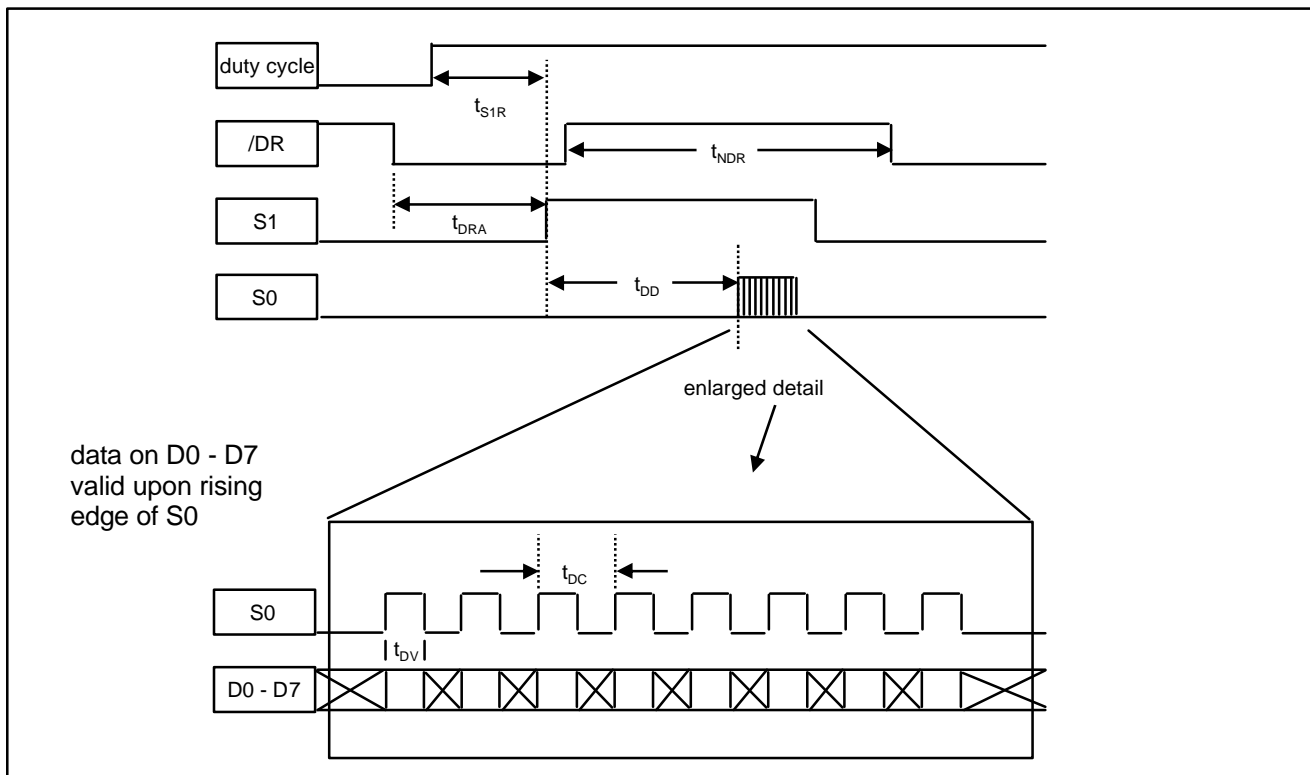 duty cycle
tS1R
/DR
tNDR
S1
tDRA
S0
tDD
enlarged detail
data on D0 - D7
valid upon rising
edge of S0
tDC
S0
tDV
D0 - D7